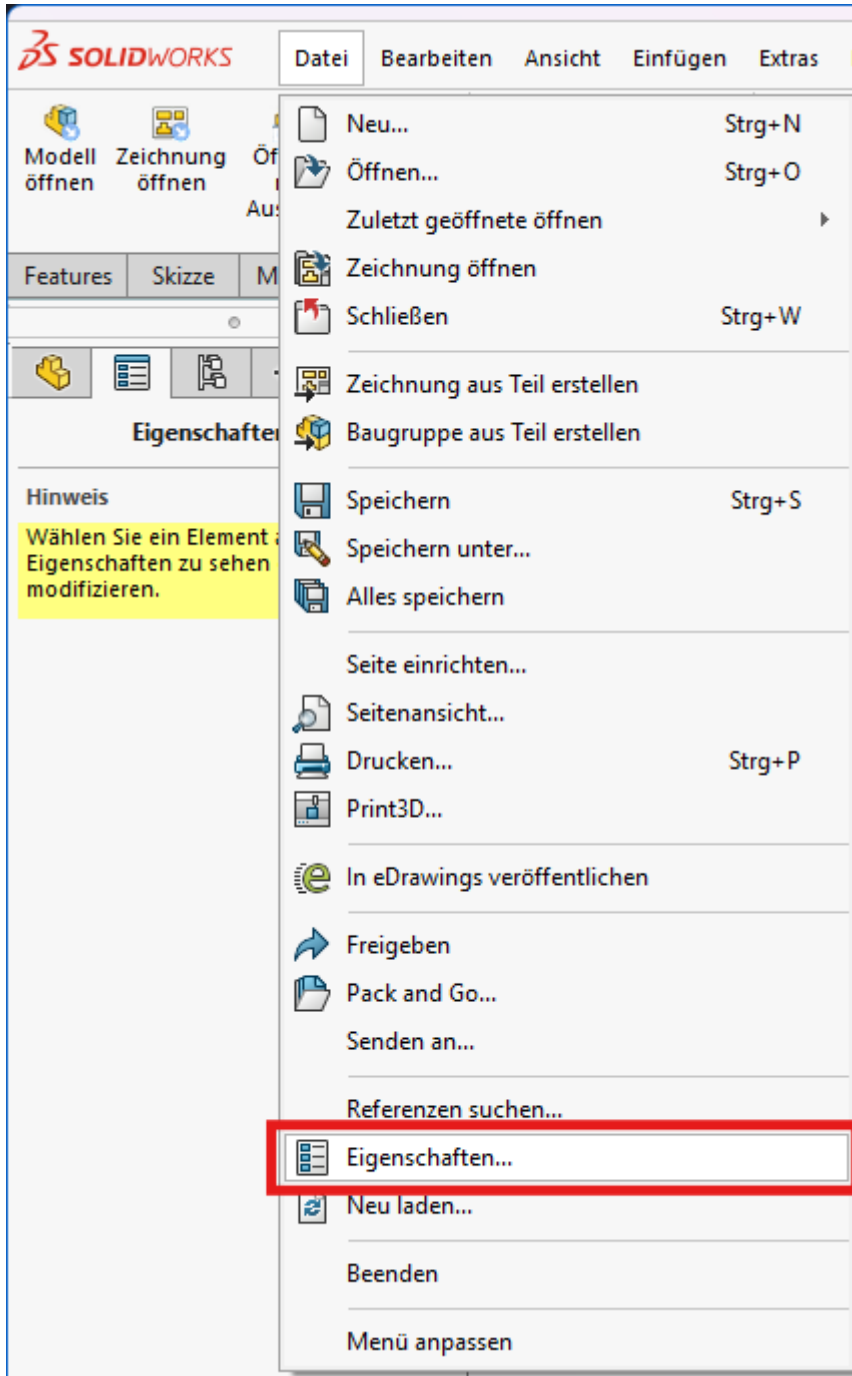 SOLIDWORKS
Datei Bearbeiten Ansicht Einfügen Extras
Modell öffnen
Zeichnung öffnen
Features Skizze
Neu... Strg+N
Öffnen... Strg+O
Zuletzt geöffnete öffnen
Zeichnung öffnen
Schließen Strg+W
Zeichnung aus Teil erstellen
Baugruppe aus Teil erstellen
Speichern Strg+S
Speichern unter...
Alles speichern
Seite einrichten...
Seitenansicht...
Drucken... Strg+P
Print3D...
In eDrawings veröffentlichen
Freigeben
Pack and Go...
Senden an...
Referenzen suchen...
Eigenschaften...
Neu laden...
Beenden
Menü anpassen
Hinweis
Wählen Sie ein Element
Eigenschaften zu sehen
modifizieren.